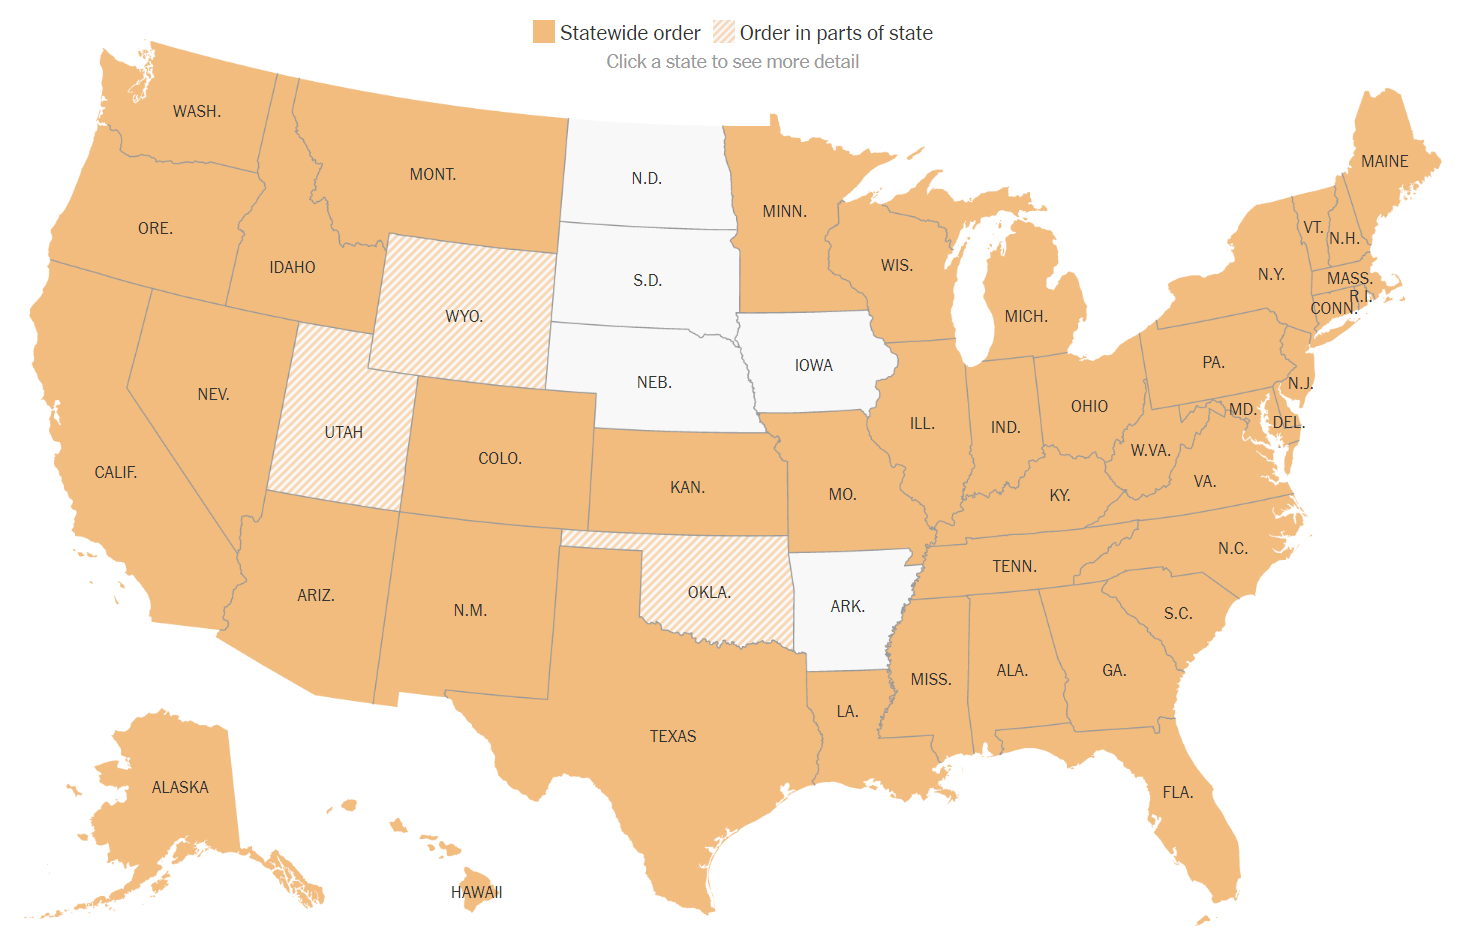 Statewide order
Order in parts of state
Click a state to see more detail
WASH.
MONT.
N.D.
MINN.
MAINE
ORE.
IDAHO
S.D.
WIS.
VT.
N.H.
N.Y.
MASS.
R.I.
CONN.
WYO.
MICH.
IOWA
PA.
NEV.
NEB.
N.J.
UTAH
ILL.
IND.
OHIO
MD.
DEL.
CALIF.
COLO.
KAN.
MO.
W.VA.
KY.
VA.
ARIZ.
N.M.
OKLA.
ARK.
TENN.
N.C.
S.C.
MISS.
ALA.
GA.
TEXAS
LA.
FLA.
ALASKA
HAWAII